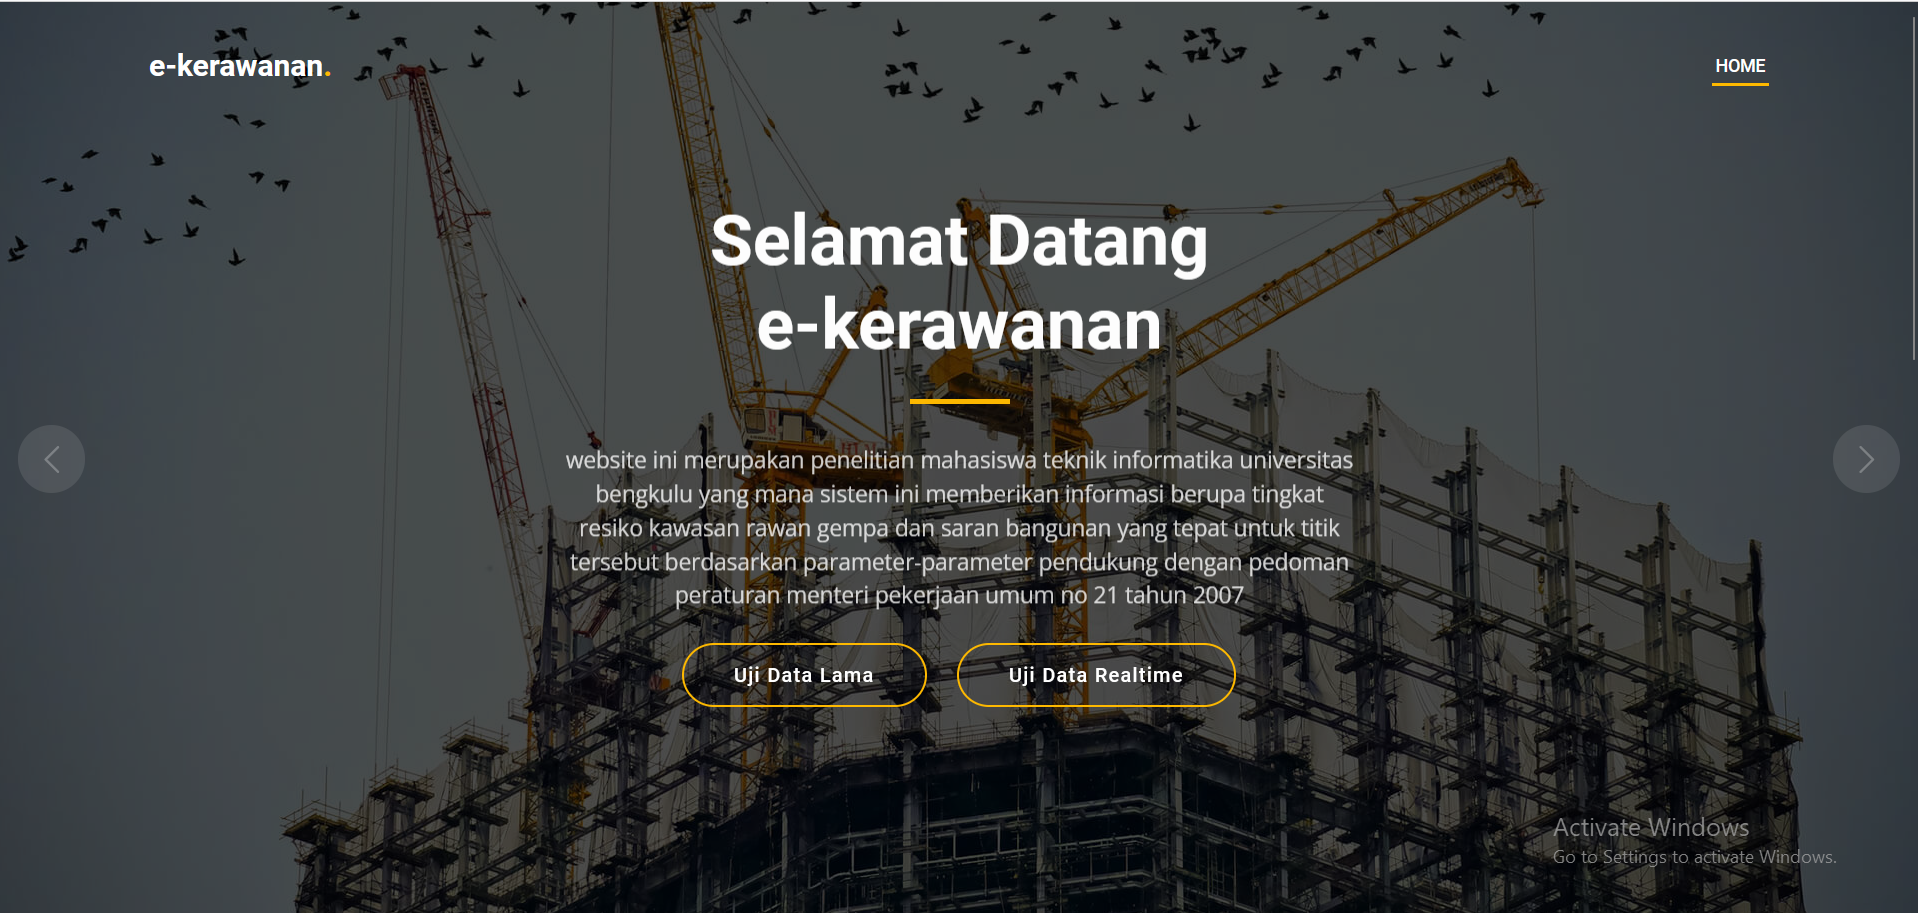 e-kerawanan.
HOME
Selamat Datang
e-kerawanan
website ini merupakan penelitian mahasiswa teknik informatika universitas
bengkulu yang mana sistem ini memberikan informasi berupa tingkat
resiko kawasan rawan gempa dan saran bangunan yang tepat untuk titik
tersebut berdasarkan parameter-parameter pendukung dengan pedoman
peraturan menteri pekerjaan umum no 21 tahun 2007
Uji Data Lama
Uji Data Realtime
Activate Windows
Go to Settings to activate Windows.